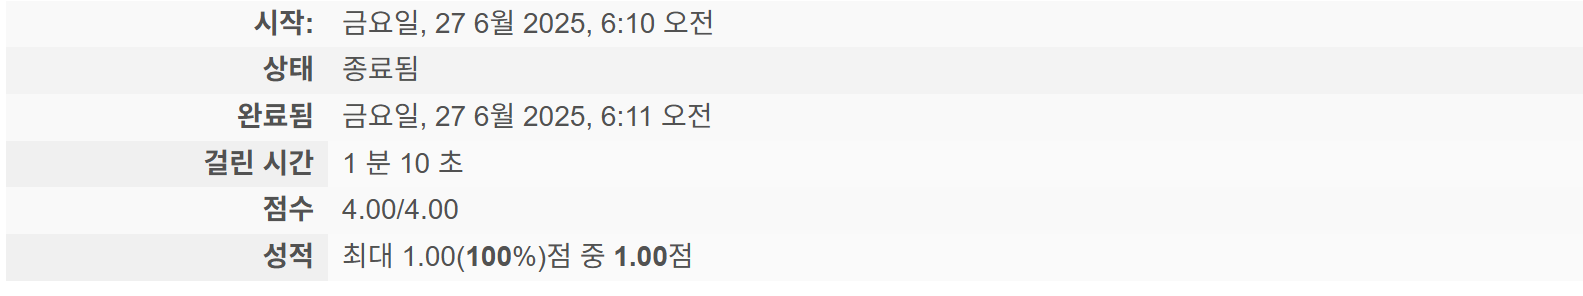 시작: 금요일, 27 6월 2025, 6:10 오전
상태 종료됨
완료됨 금요일, 27 6월 2025, 6:11 오전
걸린 시간 1 분 10 초
점수 4.00/4.00
성적 최대 1.00(100%)점 중 1.00점